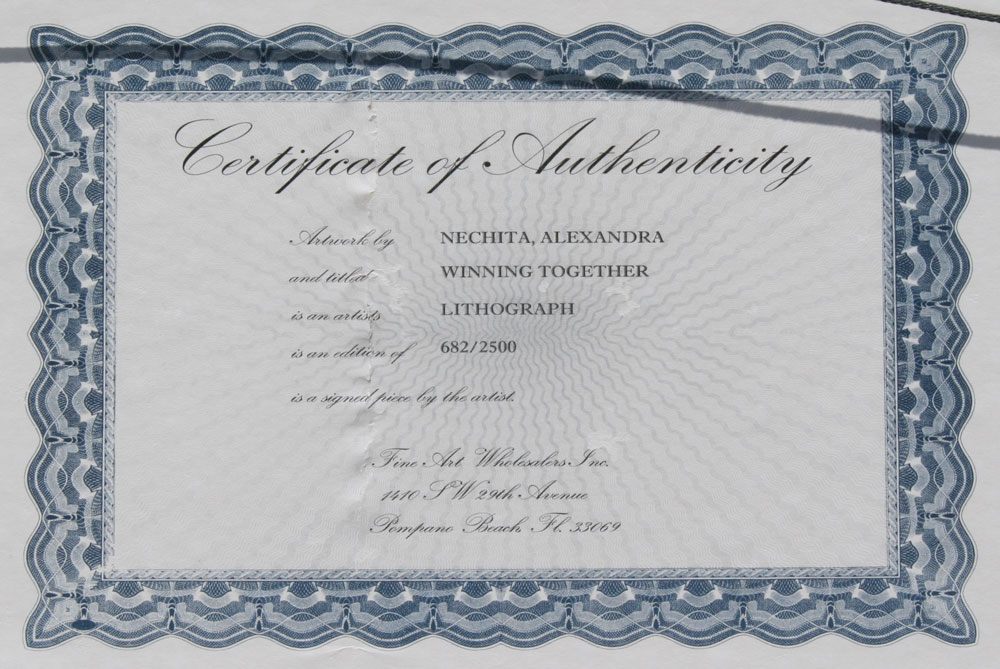 Certificate of Authenticity
Artwork by NECHITA, ALEXANDRA
and titled WINNING TOGETHER
is an artists LITHOGRAPH
is an edition of 682/2500
is a signed piece by the artist.
Fine Art Wholesalers Inc.
1410 SW 29th Avenue
Pompano Beach, Fl. 33069